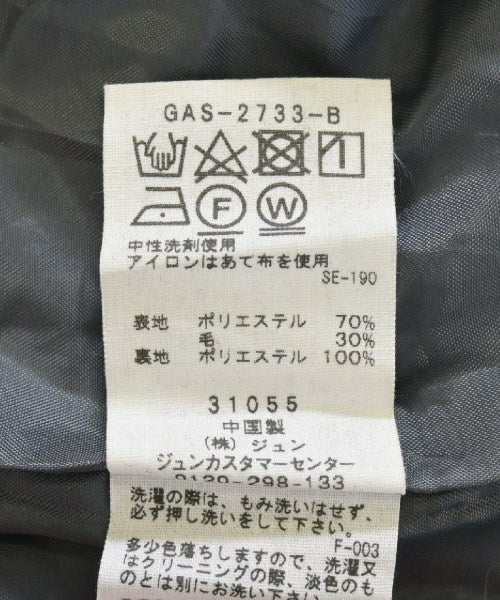 GAS-2733-B
F W
中性洗剤使用
アイロンはあて布を使用
SE-190
表地 ポリエステル 70%
毛 30%
裏地 ポリエステル 100%
31055
中国製
(株) ジュン
ジュンカスタマーセンター
0120-298-133
洗濯の際は、もみ洗いはせず、
必ず押し洗いをして下さい。
F-003
多少色落ちしますので、洗濯又
はクリーニングの際、淡色のも
のとは別にお洗い下さい